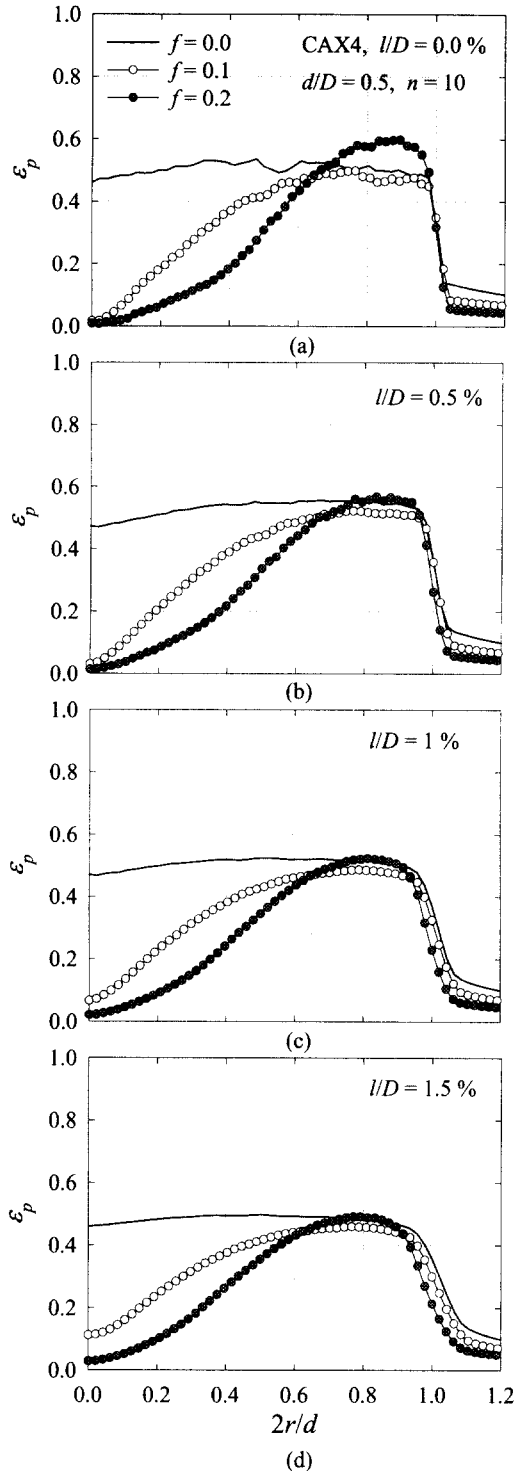 1.0
0.8
0.6
0.4
0.2
0.0
εp
f = 0.0
f = 0.1
f = 0.2
CAX4, l/D = 0.0 %
d/D = 0.5, n = 10
(a)
1.0
0.8
0.6
0.4
0.2
0.0
εp
l/D = 0.5 %
(b)
1.0
0.8
0.6
0.4
0.2
0.0
εp
l/D = 1 %
(c)
1.0
0.8
0.6
0.4
0.2
0.0
εp
l/D = 1.5 %
0.0 0.2 0.4 0.6 0.8 1.0 1.2
2r/d
(d)